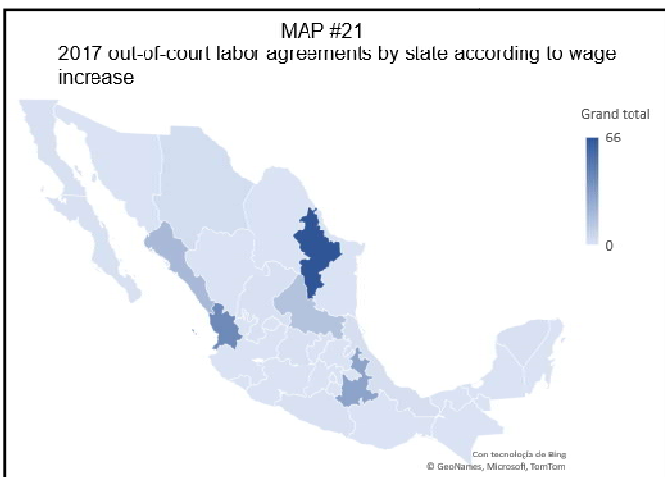 MAP #21
2017 out-of-court labor agreements by state according to wage
increase
Grand total
66
0
Con tecnología de Bing
© GeoNames, Microsoft, TomTom